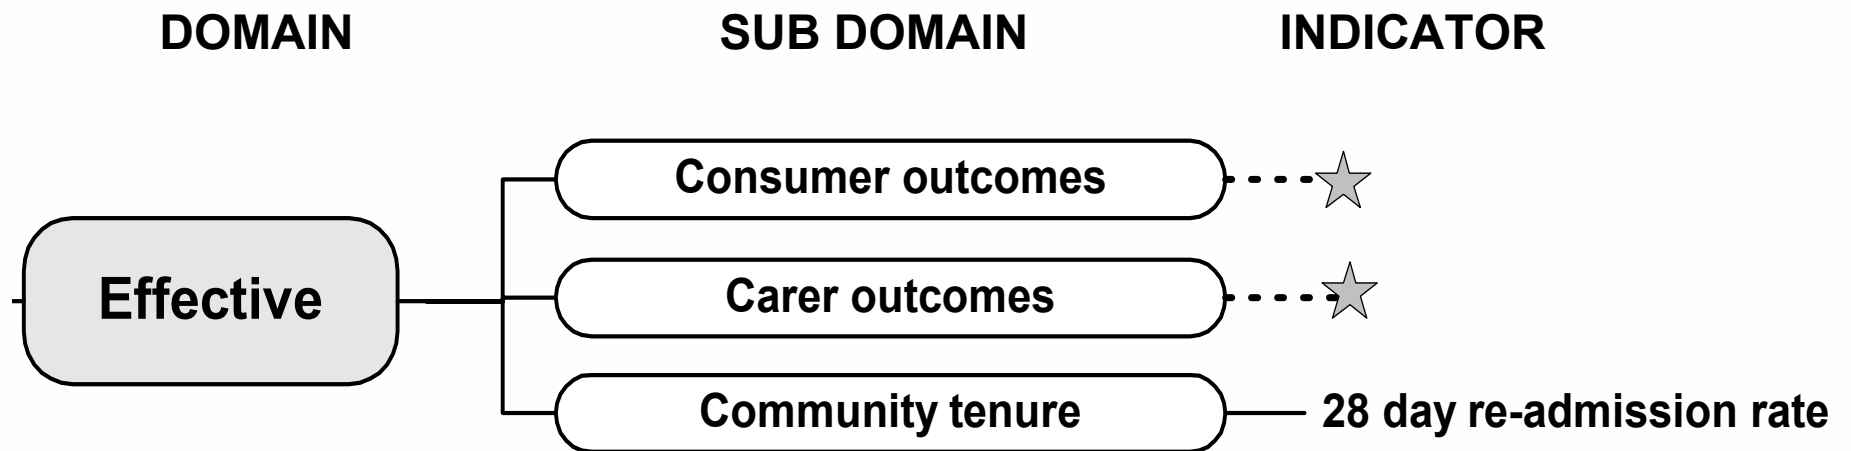 DOMAIN SUB DOMAIN INDICATOR
Consumer outcomes
Effective
Carer outcomes
Community tenure
28 day re-admission rate